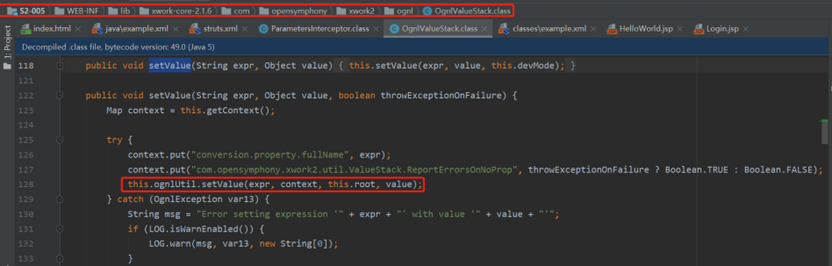 S2-005 WEB-INF lib xwork-core-2.1.6 com opensymphony xwork2 ognl OgnlValueStack.class
index.html java\example.xml struts.xml ParametersInterceptor.class OgnlValueStack.class classes\example.xml HelloWorld.jsp Login.jsp
1: Project
Decompiled .class file, bytecode version: 49.0 (Java 5)
118 public void setValue(String expr, Object value) { this.setValue(expr, value, this.devMode); }
121
122 public void setValue(String expr, Object value, boolean throwExceptionOnFailure) {
123 Map context = this.getContext();
124
125 try {
126 context.put("conversion.property.fullName", expr);
127 context.put("com.opensymphony.xwork2.util.ValueStack.ReportErrorsOnNoProp", throwExceptionOnFailure ? Boolean.TRUE : Boolean.FALSE);
128 this.ognlUtil.setValue(expr, context, this.root, value);
129 } catch (OgnlException var13) {
130 String msg = "Error setting expression '" + expr + "' with value '" + value + "'";
131 if (LOG.isWarnEnabled()) {
132 LOG.warn(msg, var13, new String[0]);
133 }